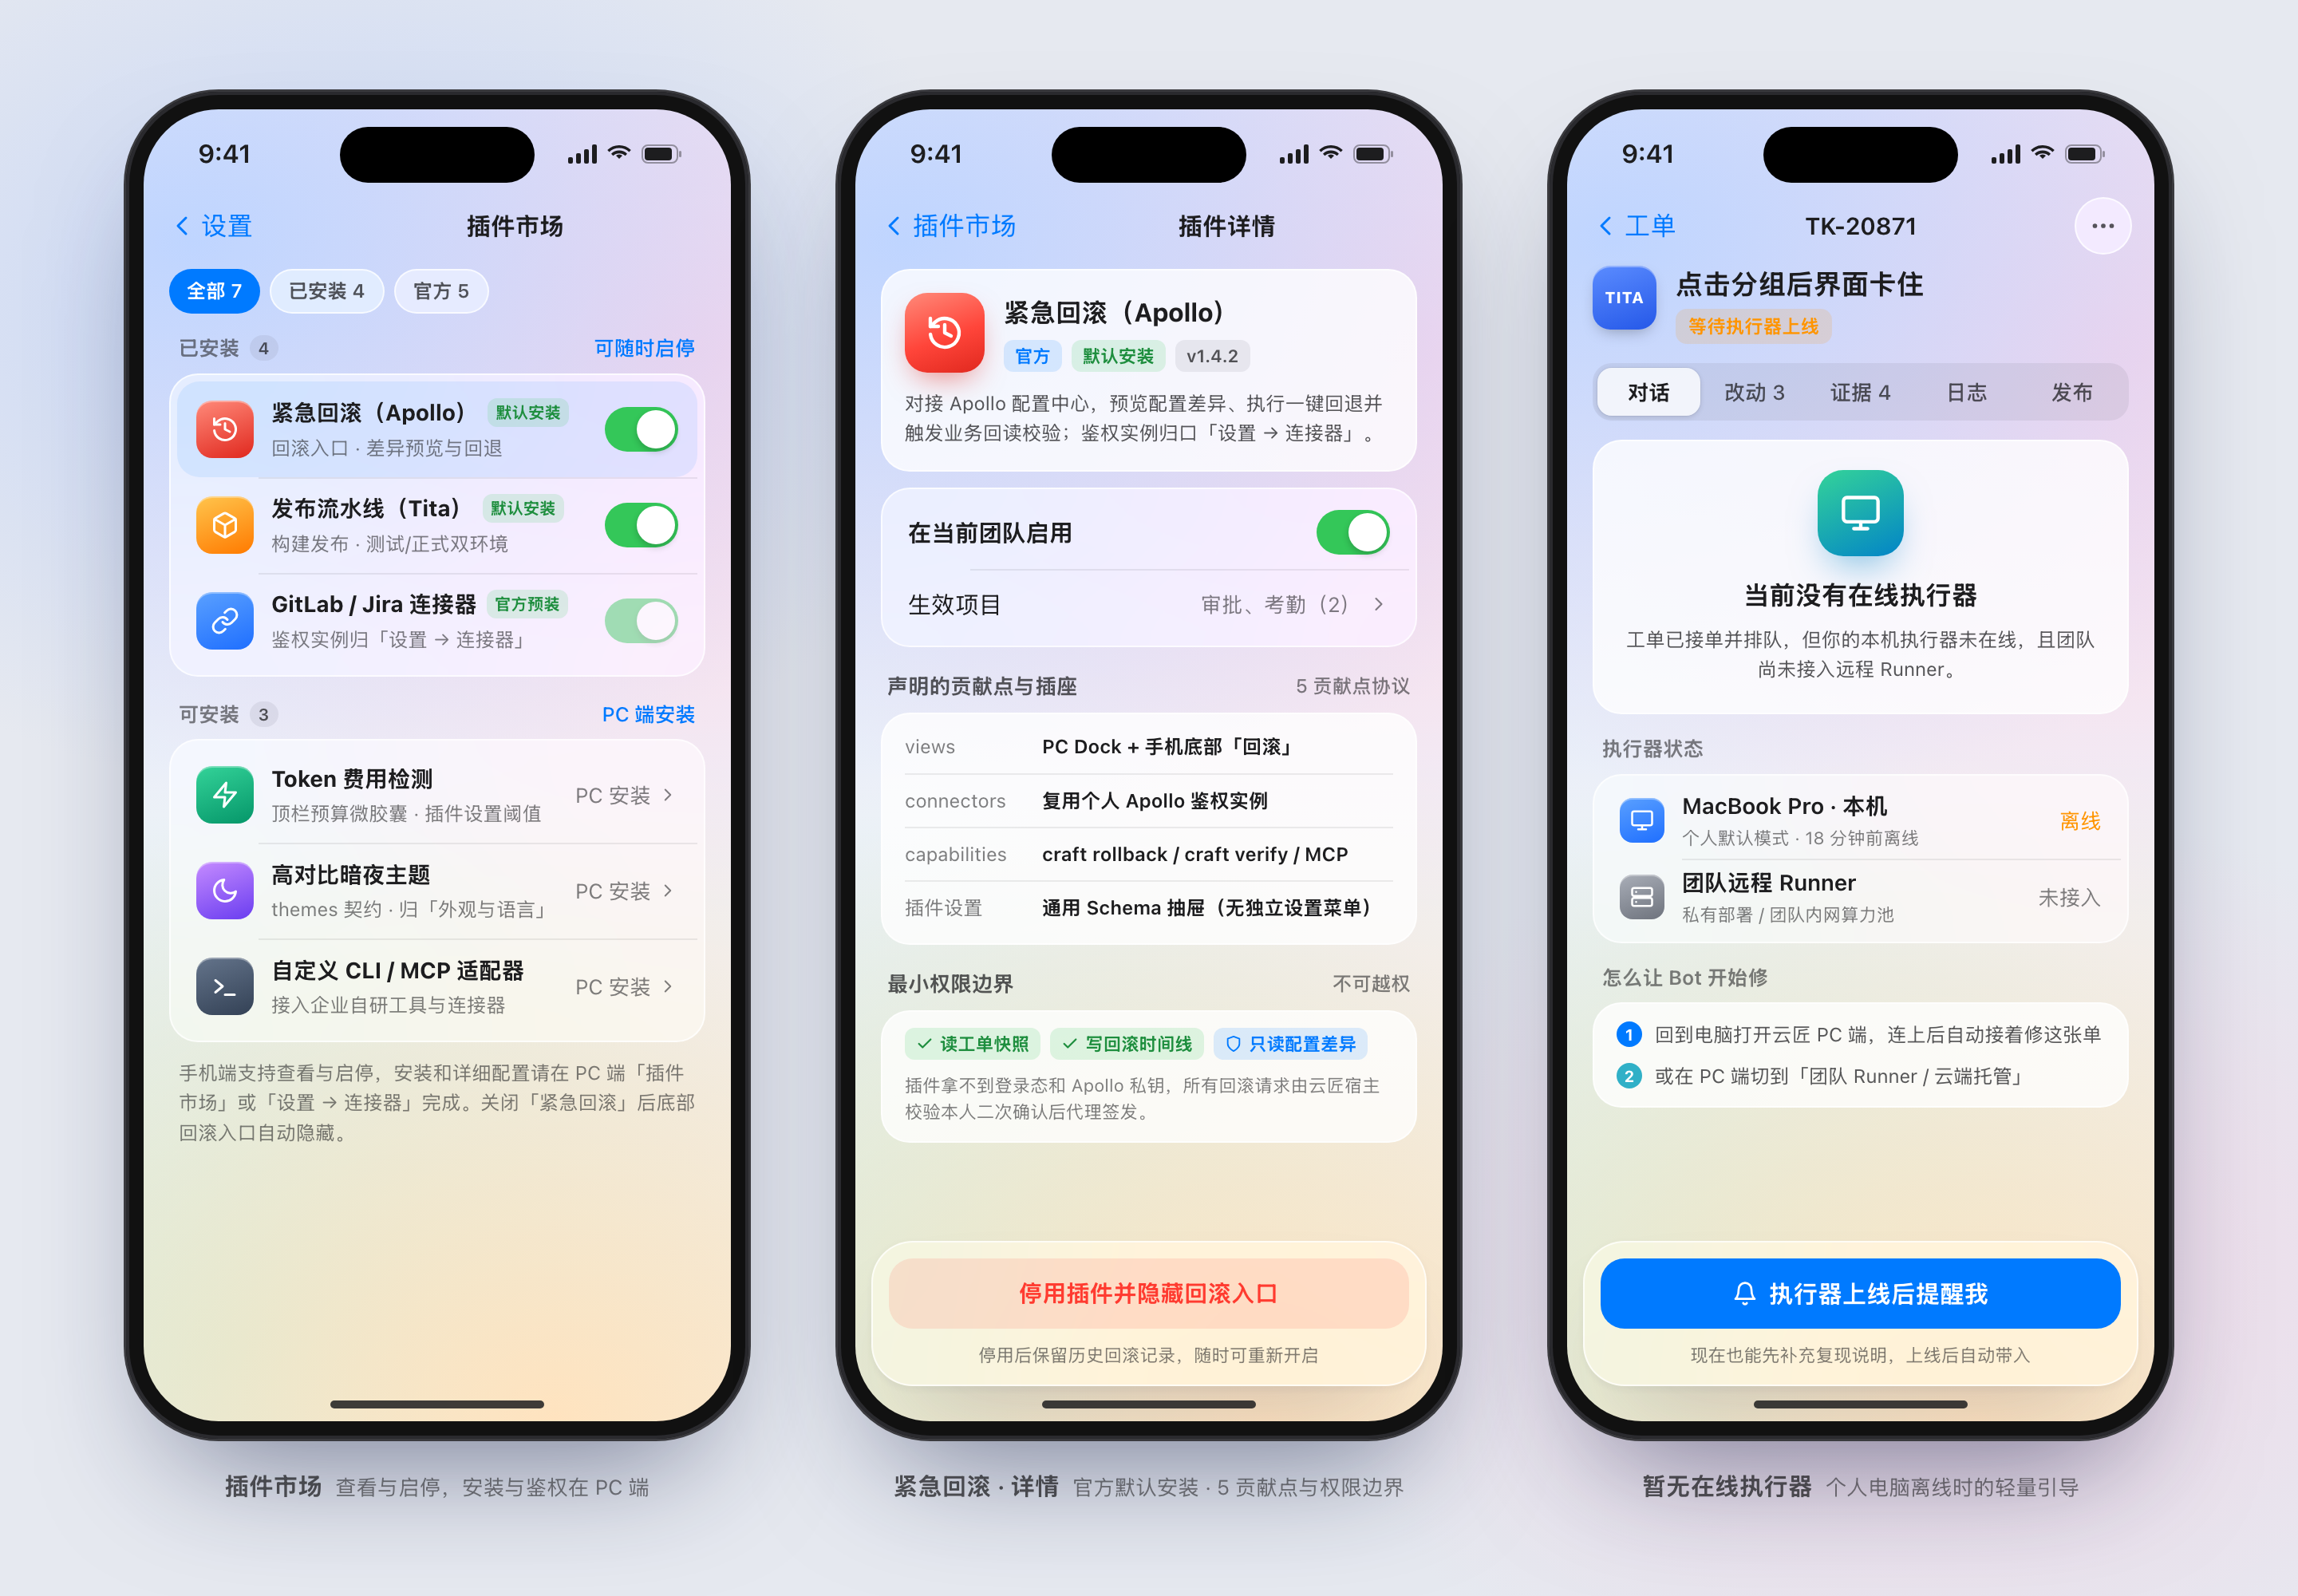 9:41
设置
插件市场
全部 7
已安装 4
官方 5
已安装 4
可随时启停
紧急回滚（Apollo） 默认安装
回滚入口 · 差异预览与回退
发布流水线（Tita） 默认安装
构建发布 · 测试/正式双环境
GitLab / Jira 连接器 官方预装
鉴权实例归「设置 → 连接器」
可安装 3
PC 端安装
Token 费用检测
顶栏预算微胶囊 · 插件设置阈值
PC 安装
高对比暗夜主题
themes 契约 · 归「外观与语言」
PC 安装
自定义 CLI / MCP 适配器
接入企业自研工具与连接器
PC 安装
手机端支持查看与启停，安装和详细配置请在 PC 端「插件
市场」或「设置 → 连接器」完成。关闭「紧急回滚」后底部
回滚入口自动隐藏。
插件市场 查看与启停，安装与鉴权在 PC 端
9:41
插件市场
插件详情
紧急回滚（Apollo）
官方 默认安装 v1.4.2
对接 Apollo 配置中心，预览配置差异、执行一键回退并
触发业务回读校验；鉴权实例归口「设置 → 连接器」。
在当前团队启用
生效项目 审批、考勤（2）
声明的贡献点与插座 5 贡献点协议
views PC Dock + 手机底部「回滚」
connectors 复用个人 Apollo 鉴权实例
capabilities craft rollback / craft verify / MCP
插件设置 通用 Schema 抽屉（无独立设置菜单）
最小权限边界 不可越权
读工单快照 写回滚时间线 只读配置差异
插件拿不到登录态和 Apollo 私钥，所有回滚请求由云匠宿主
校验本人二次确认后代理签发。
停用插件并隐藏回滚入口
停用后保留历史回滚记录，随时可重新开启
紧急回滚 · 详情 官方默认安装 · 5 贡献点与权限边界
9:41
工单
TK-20871
TITA
点击分组后界面卡住
等待执行器上线
对话 改动 3 证据 4 日志 发布
当前没有在线执行器
工单已接单并排队，但你的本机执行器未在线，且团队
尚未接入远程 Runner。
执行器状态
MacBook Pro · 本机
个人默认模式 · 18 分钟前离线
离线
团队远程 Runner
私有部署 / 团队内网算力池
未接入
怎么让 Bot 开始修
1 回到电脑打开云匠 PC 端，连上后自动接着修这张单
2 或在 PC 端切到「团队 Runner / 云端托管」
执行器上线后提醒我
现在也能先补充复现说明，上线后自动带入
暂无在线执行器 个人电脑离线时的轻量引导